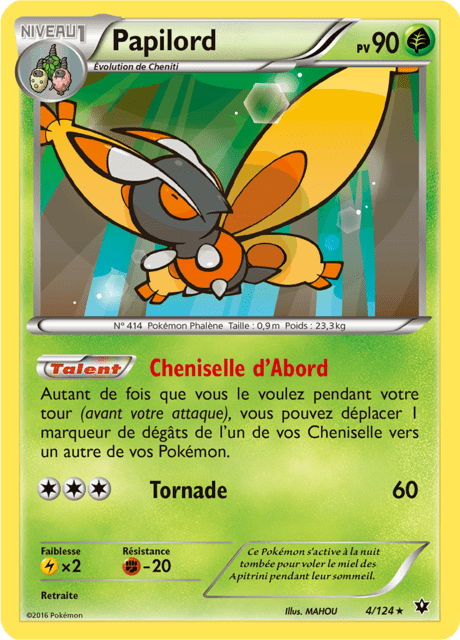 NIVEAU 1
Papilord
PV 90
Évolution de Cheniti
N° 414 Pokémon Phalène Taille : 0,9 m Poids : 23,3 kg
Talent Cheniselle d'Abord
Autant de fois que vous le voulez pendant votre
tour (avant votre attaque), vous pouvez déplacer 1
marqueur de dégâts de l'un de vos Cheniselle vers
un autre de vos Pokémon.
Tornade 60
Faiblesse Résistance
×2 -20
Retraite
Ce Pokémon s'active à la nuit
tombée pour voler le miel des
Apitrini pendant leur sommeil.
©2016 Pokémon
Illus. MAHOU
4/124 ★